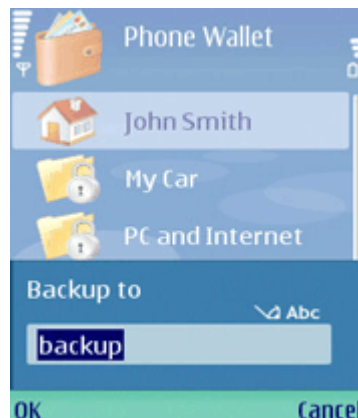 Phone Wallet
John Smith
My Car
PC and Internet
Backup to
Abc
backup
OK Cancel